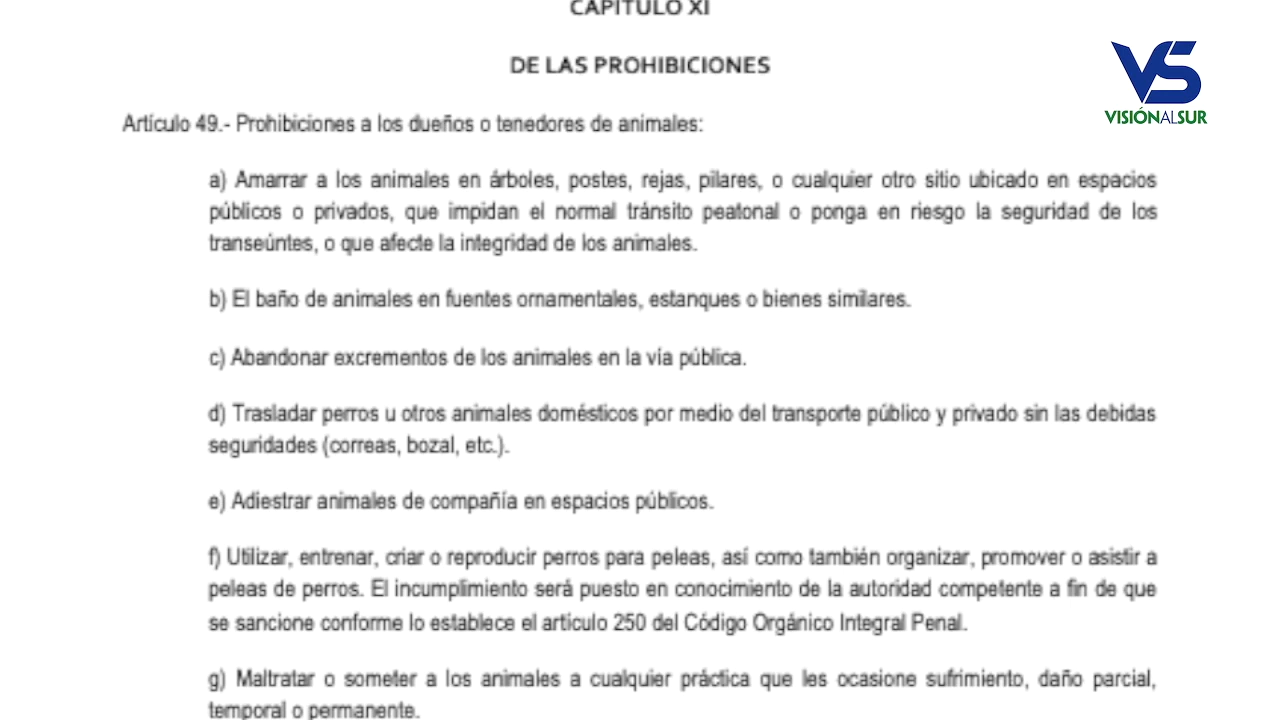 CAPÍTULO XI
DE LAS PROHIBICIONES
VS
VISIÓNALSUR
Artículo 49.- Prohibiciones a los dueños o tenedores de animales:
a) Amarrar a los animales en árboles, postes, rejas, pilares, o cualquier otro sitio ubicado en espacios
públicos o privados, que impidan el normal tránsito peatonal o ponga en riesgo la seguridad de los
transeúntes, o que afecte la integridad de los animales.
b) El baño de animales en fuentes ornamentales, estanques o bienes similares.
c) Abandonar excrementos de los animales en la vía pública.
d) Trasladar perros u otros animales domésticos por medio del transporte público y privado sin las debidas
seguridades (correas, bozal, etc.).
e) Adiestrar animales de compañía en espacios públicos.
f) Utilizar, entrenar, criar o reproducir perros para peleas, así como también organizar, promover o asistir a
peleas de perros. El incumplimiento será puesto en conocimiento de la autoridad competente a fin de que
se sancione conforme lo establece el artículo 250 del Código Orgánico Integral Penal.
g) Maltratar o someter a los animales a cualquier práctica que les ocasione sufrimiento, daño parcial,
temporal o permanente.